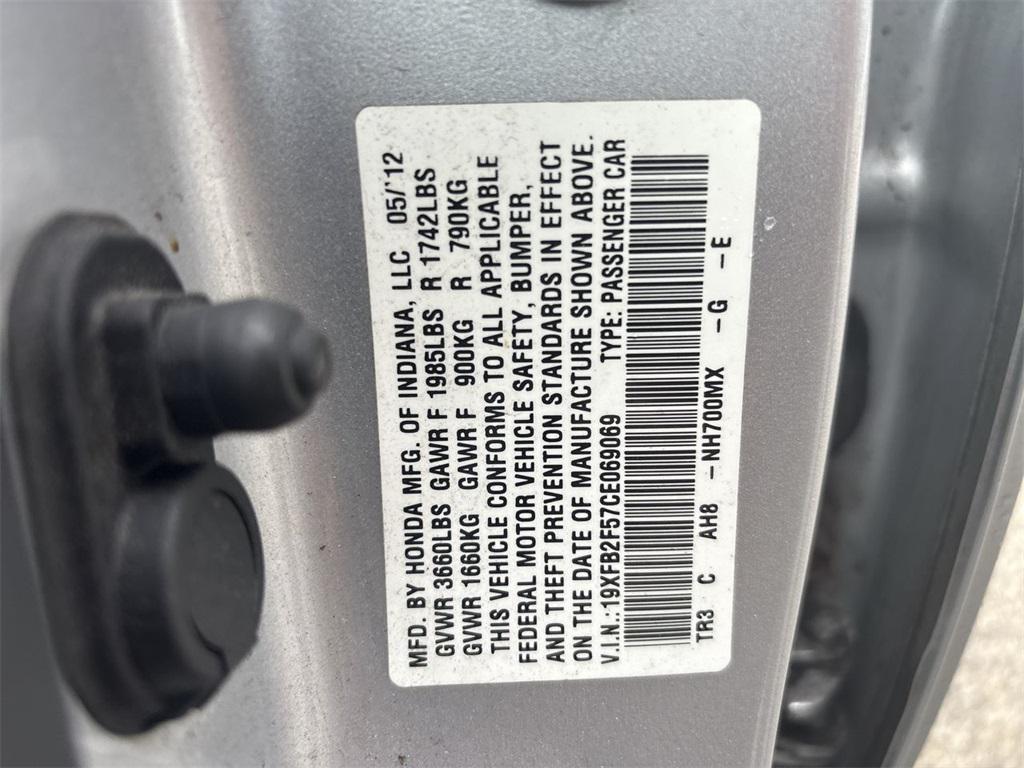 MFD. BY HONDA MFG. OF INDIANA, LLC 05/'12
GVWR 3660LBS GAWR F 1985LBS R 1742LBS
GVWR 1660KG GAWR F 900KG R 790KG
THIS VEHICLE CONFORMS TO ALL APPLICABLE
FEDERAL MOTOR VEHICLE SAFETY, BUMPER,
AND THEFT PREVENTION STANDARDS IN EFFECT
ON THE DATE OF MANUFACTURE SHOWN ABOVE.
V.I.N.:19XFB2F57CE069069 TYPE: PASSENGER CAR
TR3 C AH8 -NH700MX -G -E